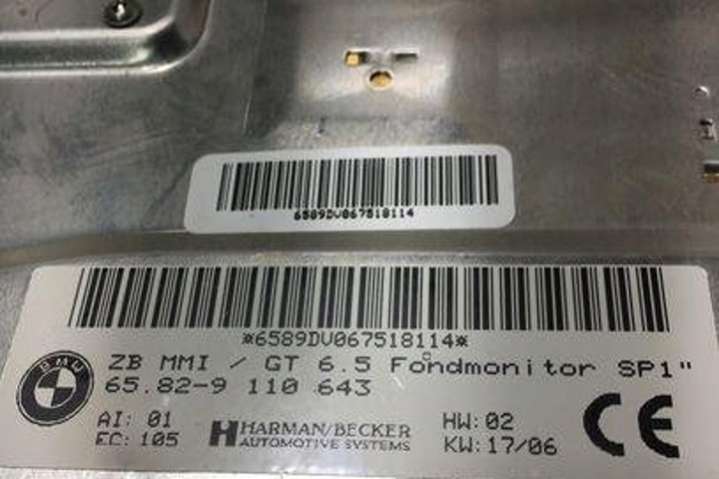 6589DV067518114
*6589DV067518114*
BMW
ZB MMI / GT 6.5 Fondmonitor SP1"
65.82-9 110 643
AI: 01
EC: 105
HARMAN/BECKER
AUTOMOTIVE SYSTEMS
HW: 02
KW: 17/06
CE